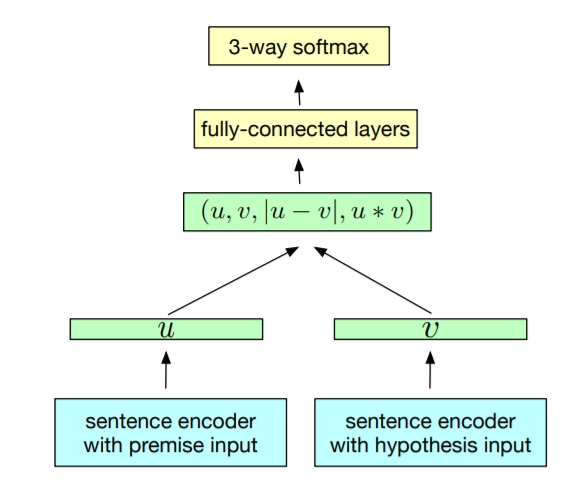 3-way softmax
fully-connected layers
(u, v, |u − v|, u ∗ v)
u
v
sentence encoder
with premise input
sentence encoder
with hypothesis input